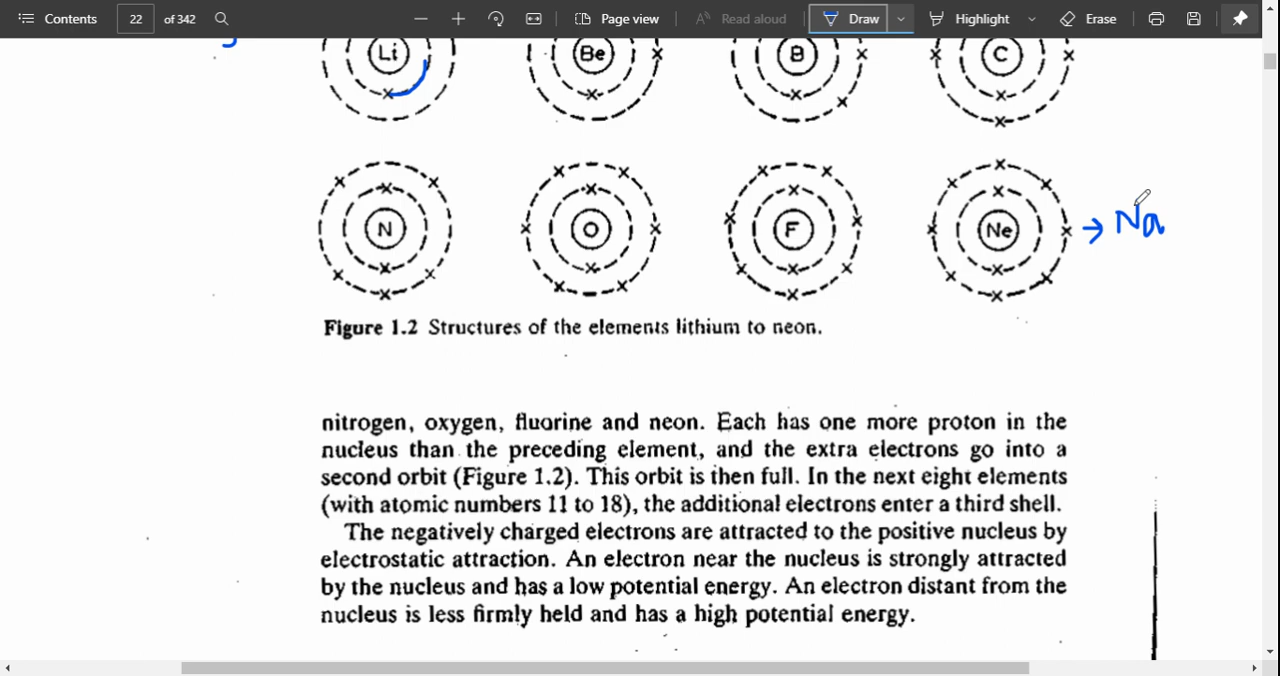 Contents 22 of 342 Page view Read aloud Draw Highlight Erase
Li Be B C
N O F Ne → Na
Figure 1.2 Structures of the elements lithium to neon.
nitrogen, oxygen, fluorine and neon. Each has one more proton in the
nucleus than the preceding element, and the extra electrons go into a
second orbit (Figure 1.2). This orbit is then full. In the next eight elements
(with atomic numbers 11 to 18), the additional electrons enter a third shell.
The negatively charged electrons are attracted to the positive nucleus by
electrostatic attraction. An electron near the nucleus is strongly attracted
by the nucleus and has a low potential energy. An electron distant from the
nucleus is less firmly held and has a high potential energy.